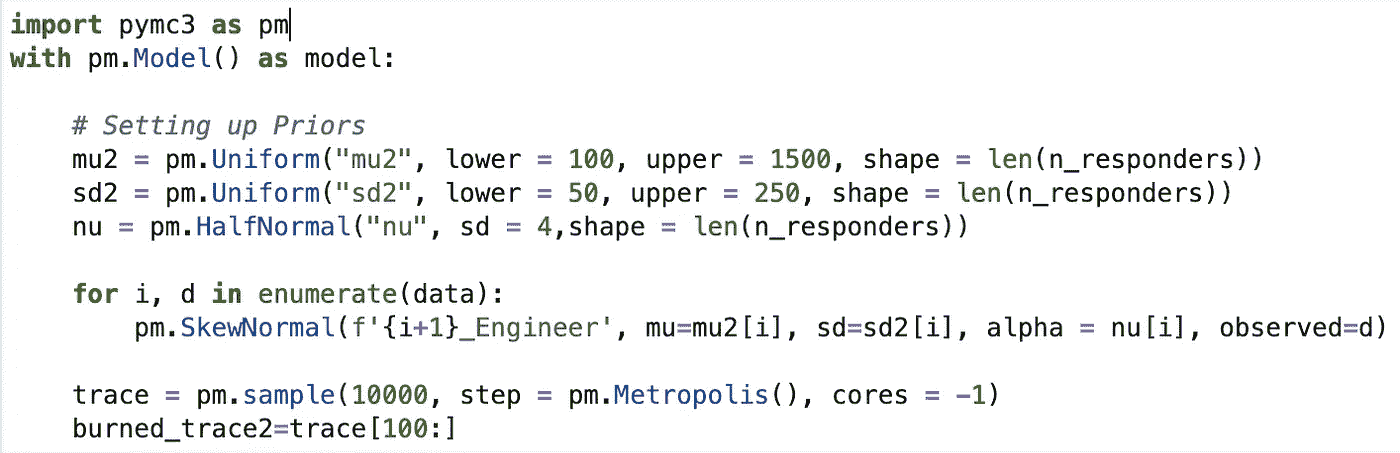 import pymc3 as pm
with pm.Model() as model:
# Setting up Priors
mu2 = pm.Uniform("mu2", lower = 100, upper = 1500, shape = len(n_responders))
sd2 = pm.Uniform("sd2", lower = 50, upper = 250, shape = len(n_responders))
nu = pm.HalfNormal("nu", sd = 4,shape = len(n_responders))
for i, d in enumerate(data):
pm.SkewNormal(f'{i+1}_Engineer', mu=mu2[i], sd=sd2[i], alpha = nu[i], observed=d)
trace = pm.sample(10000, step = pm.Metropolis(), cores = -1)
burned_trace2=trace[100:]